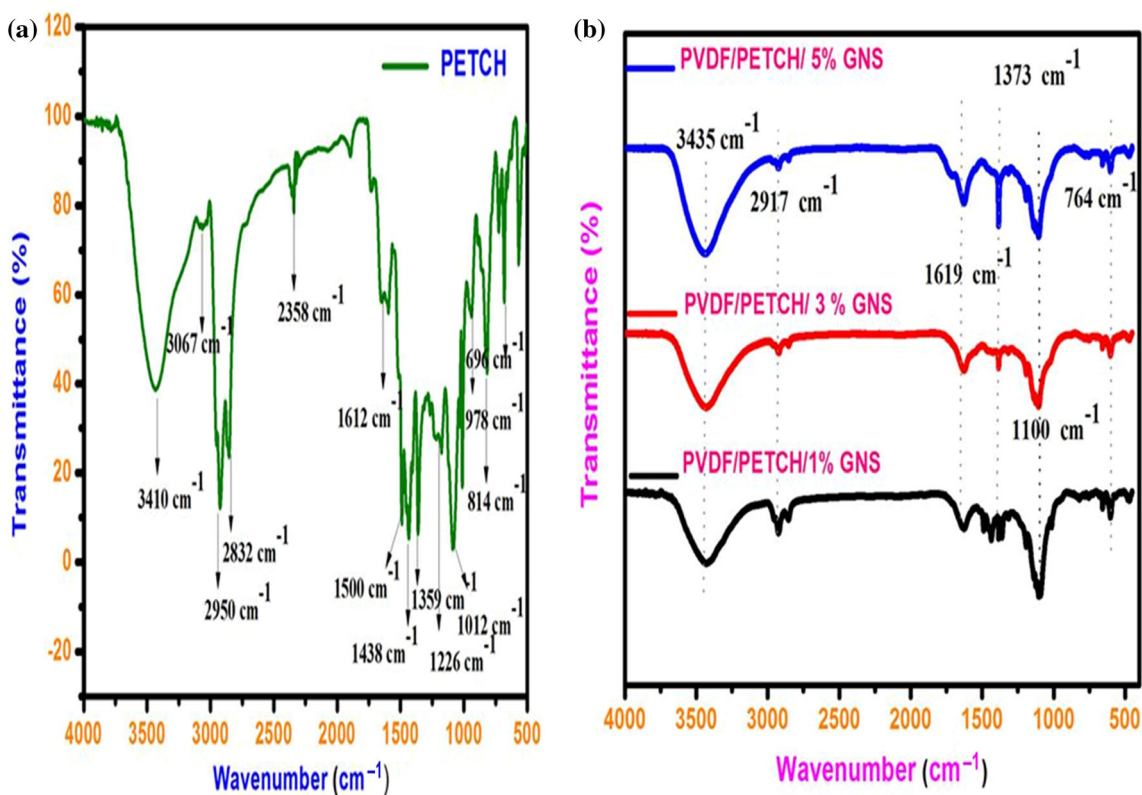 (a)
PETCH
120
100
80
60
40
20
0
-20
Transmittance (%)
3410 cm-1
3067 cm-1
2950 cm-1
2832 cm-1
2358 cm-1
1612 cm-1
1500 cm-1
1438 cm-1
1359 cm-1
1226 cm-1
1012 cm-1
978 cm-1
814 cm-1
696 cm-1
4000 3500 3000 2500 2000 1500 1000 500
Wavenumber (cm−1)
(b)
PVDF/PETCH/ 5% GNS
1373 cm-1
3435 cm-1
2917 cm-1
764 cm-1
1619 cm-1
PVDF/PETCH/ 3 % GNS
1100 cm-1
PVDF/PETCH/1% GNS
Transmittance (%)
4000 3500 3000 2500 2000 1500 1000 500
Wavenumber (cm−1)